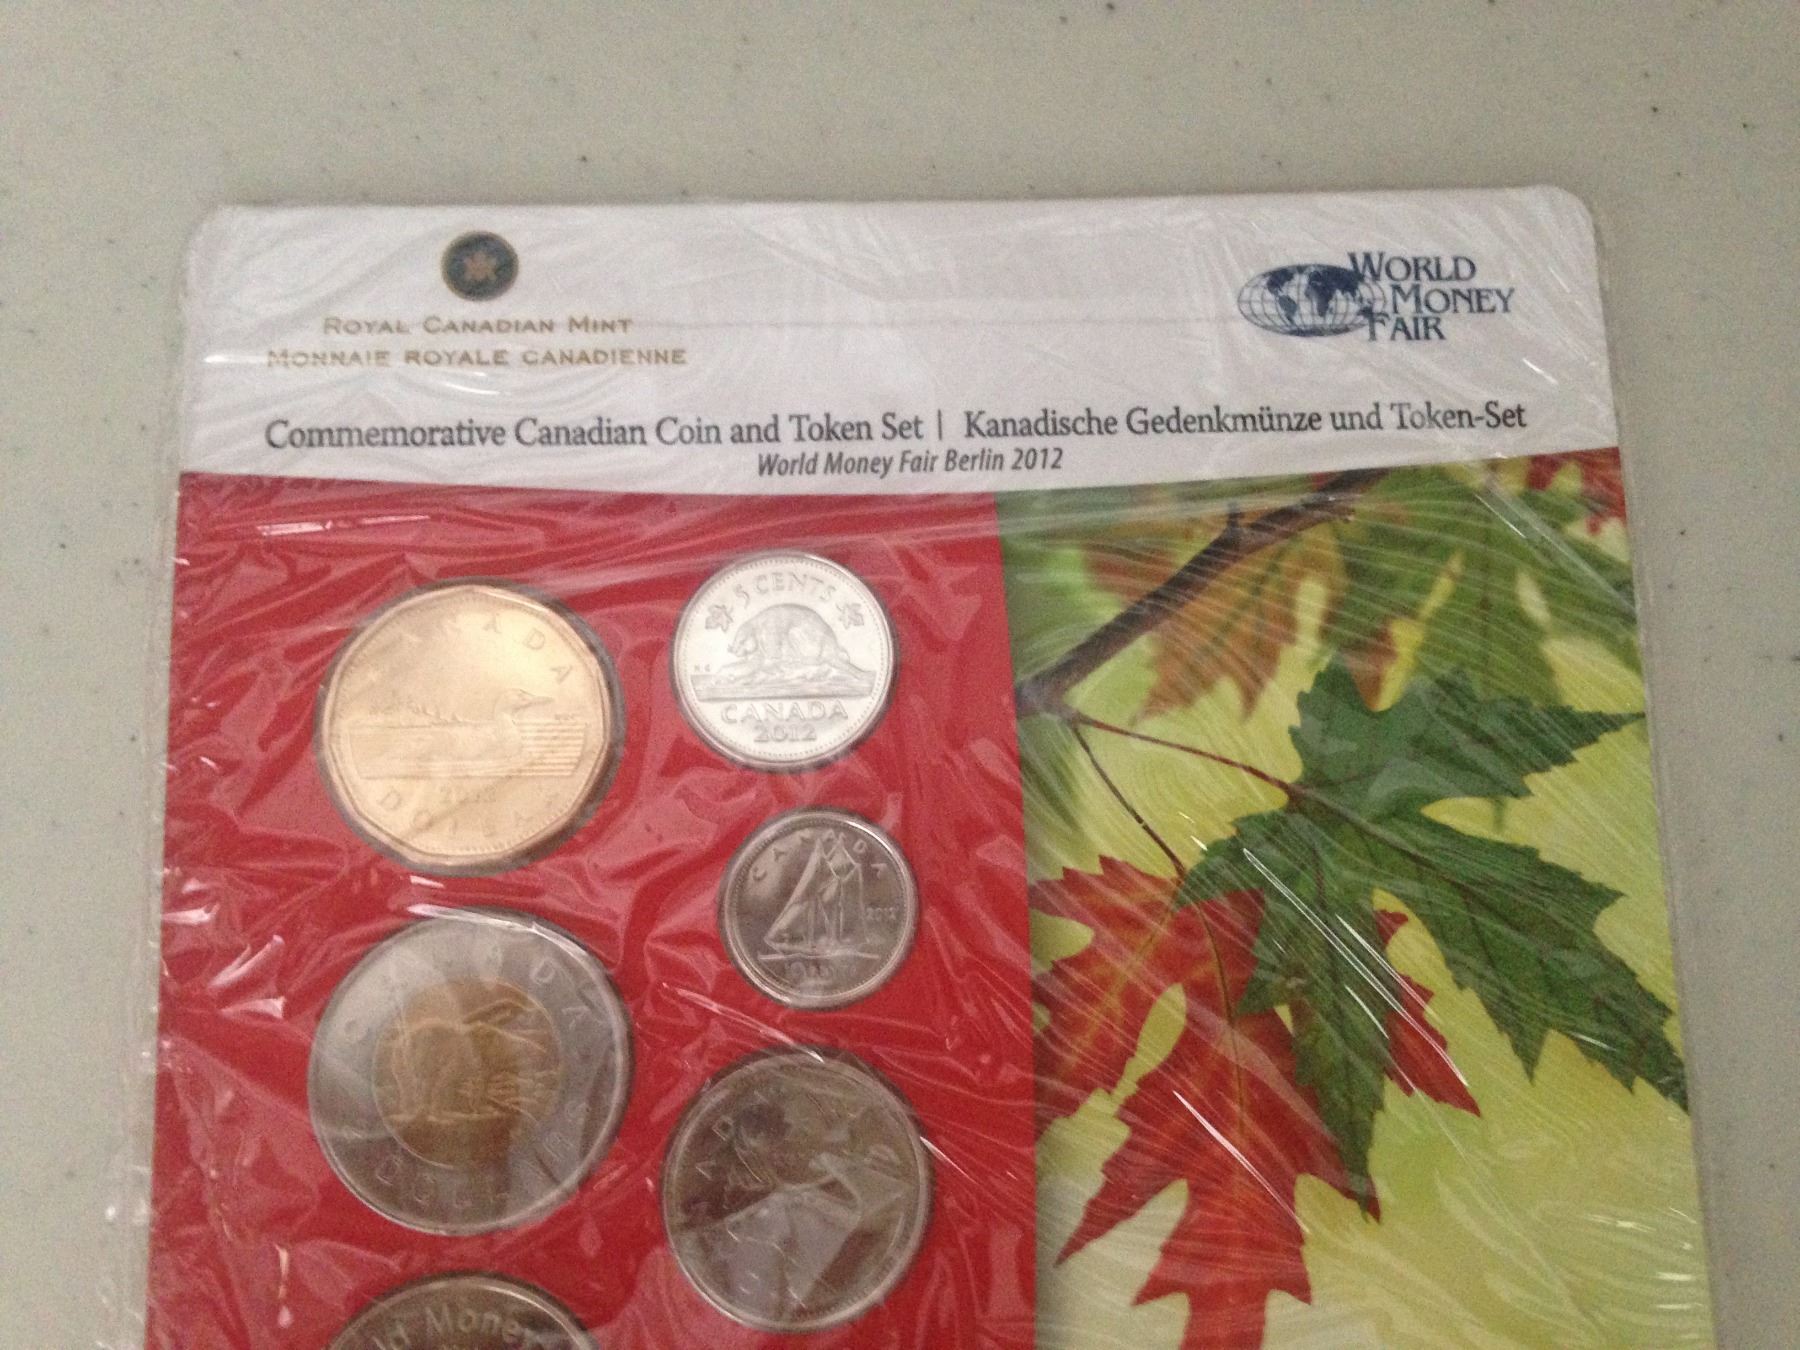 ROYAL CANADIAN MINT
MONNAIE ROYALE CANADIENNE
WORLD
MONEY
FAIR
Commemorative Canadian Coin and Token Set | Kanadische Gedenkmünze und Token-Set
World Money Fair Berlin 2012
CANADA
DOLLAR
5 CENTS
CANADA
2012
CANADA
2012
CANADA
DOLLARS
Money